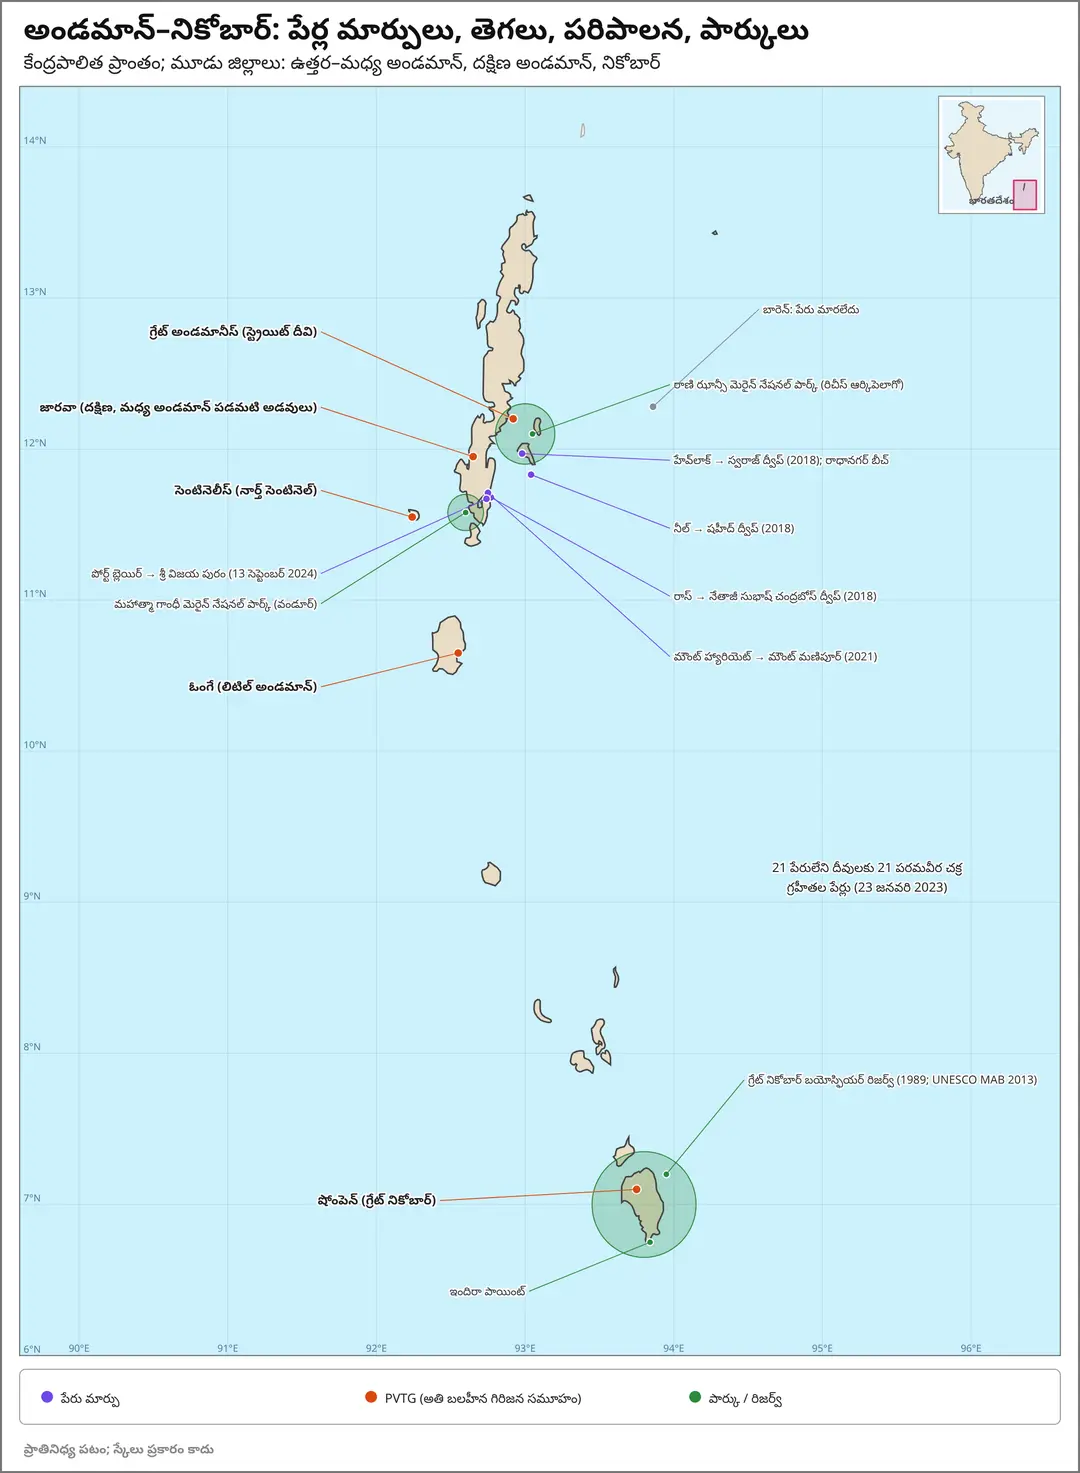 అండమాన్–నికోబార్: పేర్ల మార్పులు, తెగలు, పరిపాలన, పార్కులు
కేంద్రపాలిత ప్రాంతం; మూడు జిల్లాలు: ఉత్తర–మధ్య అండమాన్, దక్షిణ అండమాన్, నికోబార్
14°N
భారతదేశం
13°N
బారెన్: పేరు మారలేదు
గ్రేట్ అండమానీస్ (స్ట్రెయిట్ దీవి)
రాణి ఝాన్సీ మెరైన్ నేషనల్ పార్క్ (రిచీస్ ఆర్కిపెలాగో)
జారవా (దక్షిణ, మధ్య అండమాన్ పడమటి అడవులు)
12°N
హేవ్‌లాక్ → స్వరాజ్ ద్వీప్ (2018); రాధానగర్ బీచ్
సెంటినెలీస్ (నార్త్ సెంటినెల్)
నీల్ → షహీద్ ద్వీప్ (2018)
పోర్ట్ బ్లెయిర్ → శ్రీ విజయ పురం (13 సెప్టెంబర్ 2024)
రాస్ → నేతాజీ సుభాష్ చంద్రబోస్ ద్వీప్ (2018)
11°N
మహాత్మా గాంధీ మెరైన్ నేషనల్ పార్క్ (వండూర్)
మౌంట్ హ్యారియెట్ → మౌంట్ మణిపూర్ (2021)
ఓంగే (లిటిల్ అండమాన్)
10°N
21 పేరులేని దీవులకు 21 పరమవీర చక్ర
గ్రహీతల పేర్లు (23 జనవరి 2023)
9°N
8°N
గ్రేట్ నికోబార్ బయోస్ఫియర్ రిజర్వ్ (1989; UNESCO MAB 2013)
7°N
షోంపెన్ (గ్రేట్ నికోబార్)
ఇందిరా పాయింట్
6°N
90°E 91°E 92°E 93°E 94°E 95°E 96°E
పేరు మార్పు
PVTG (అతి బలహీన గిరిజన సమూహం)
పార్కు / రిజర్వ్
ప్రాతినిధ్య పటం; స్కేలు ప్రకారం కాదు